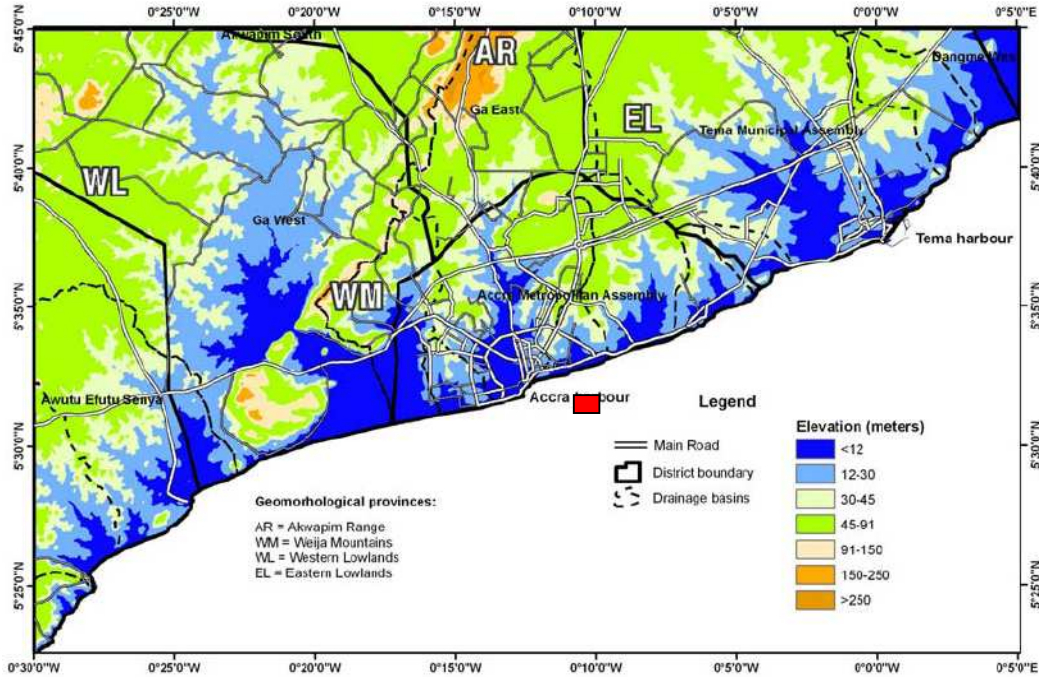 0°30'0"W 0°25'0"W 0°20'0"W 0°15'0"W 0°10'0"W 0°5'0"W 0°0'0"W 0°5'0"E
5°45'0"N 5°45'0"N
Akwapim South
AR
Dangme West
Ga East
EL
Tema Municipal Assembly
5°40'0"N 5°40'0"N
WL
Ga West
Tema harbour
WM
Accra Metropolitan Assembly
5°35'0"N 5°35'0"N
Awutu Efutu Senya
Accra
Legend
5°30'0"N 5°30'0"N
Elevation (meters)
Main Road
District boundary
Drainage basins
<12
12-30
30-45
45-91
91-150
150-250
>250
Geomorhological provinces:
AR = Akwapim Range
WM = Weija Mountains
WL = Western Lowlands
EL = Eastern Lowlands
5°25'0"N 5°25'0"N
0°30'0"W 0°25'0"W 0°20'0"W 0°15'0"W 0°10'0"W 0°5'0"W 0°0'0"W 0°5'0"E